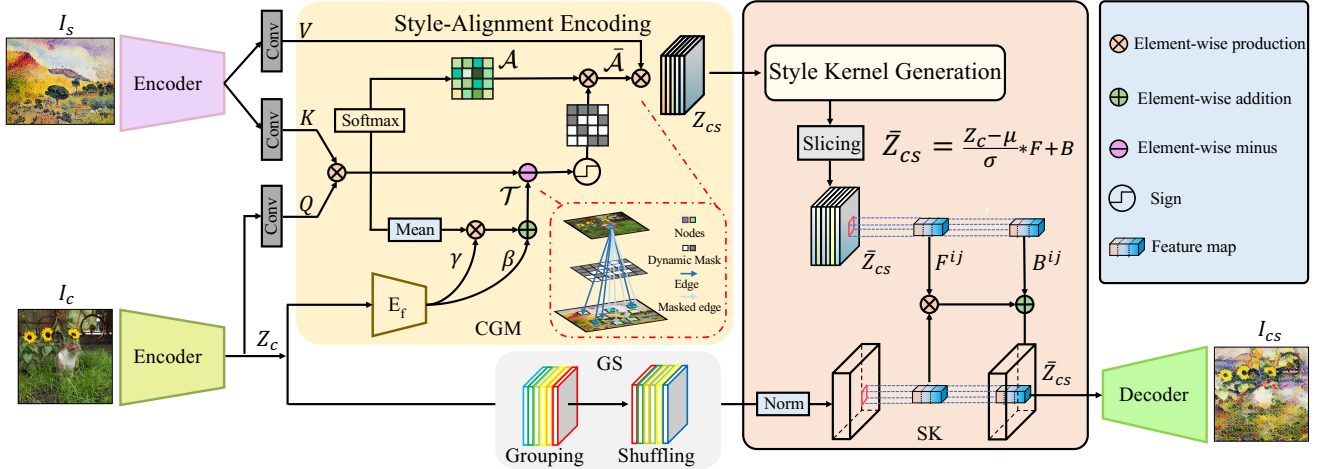 I_s
Encoder
Conv
V
Style-Alignment Encoding
𝒜
𝒜̄
Softmax
Z_cs
Conv
K
Conv
Q
𝒯
Mean
γ
β
E_f
CGM
Nodes
Dynamic Mask
Edge
Masked edge
I_c
Encoder
Z_c
GS
Grouping
Shuffling
Style Kernel Generation
Slicing
Z̄_cs = (Z_c−μ)/σ * F + B
Z̄_cs
F^ij
B^ij
Norm
Z̄_cs
SK
Element-wise production
Element-wise addition
Element-wise minus
Sign
Feature map
I_cs
Decoder